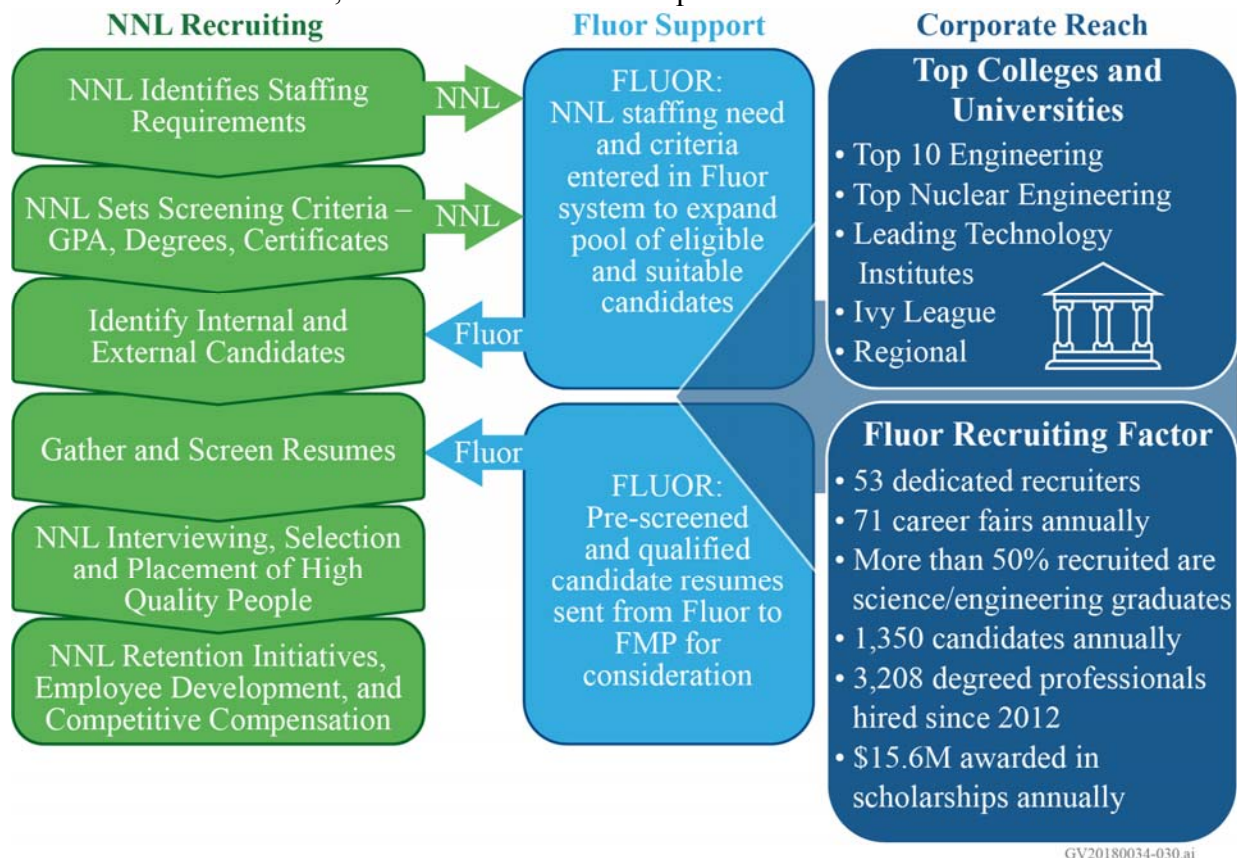 NNL Recruiting
NNL Identifies Staffing
Requirements
NNL
NNL Sets Screening Criteria –
GPA, Degrees, Certificates
NNL
Identify Internal and
External Candidates
Fluor
Gather and Screen Resumes
Fluor
NNL Interviewing, Selection
and Placement of High
Quality People
NNL Retention Initiatives,
Employee Development, and
Competitive Compensation
Fluor Support
FLUOR:
NNL staffing need
and criteria
entered in Fluor
system to expand
pool of eligible
and suitable
candidates
FLUOR:
Pre-screened
and qualified
candidate resumes
sent from Fluor to
FMP for
consideration
Corporate Reach
Top Colleges and
Universities
• Top 10 Engineering
• Top Nuclear Engineering
• Leading Technology
Institutes
• Ivy League
• Regional
Fluor Recruiting Factor
• 53 dedicated recruiters
• 71 career fairs annually
• More than 50% recruited are
science/engineering graduates
• 1,350 candidates annually
• 3,208 degreed professionals
hired since 2012
• $15.6M awarded in
scholarships annually
GV20180034-030.ai